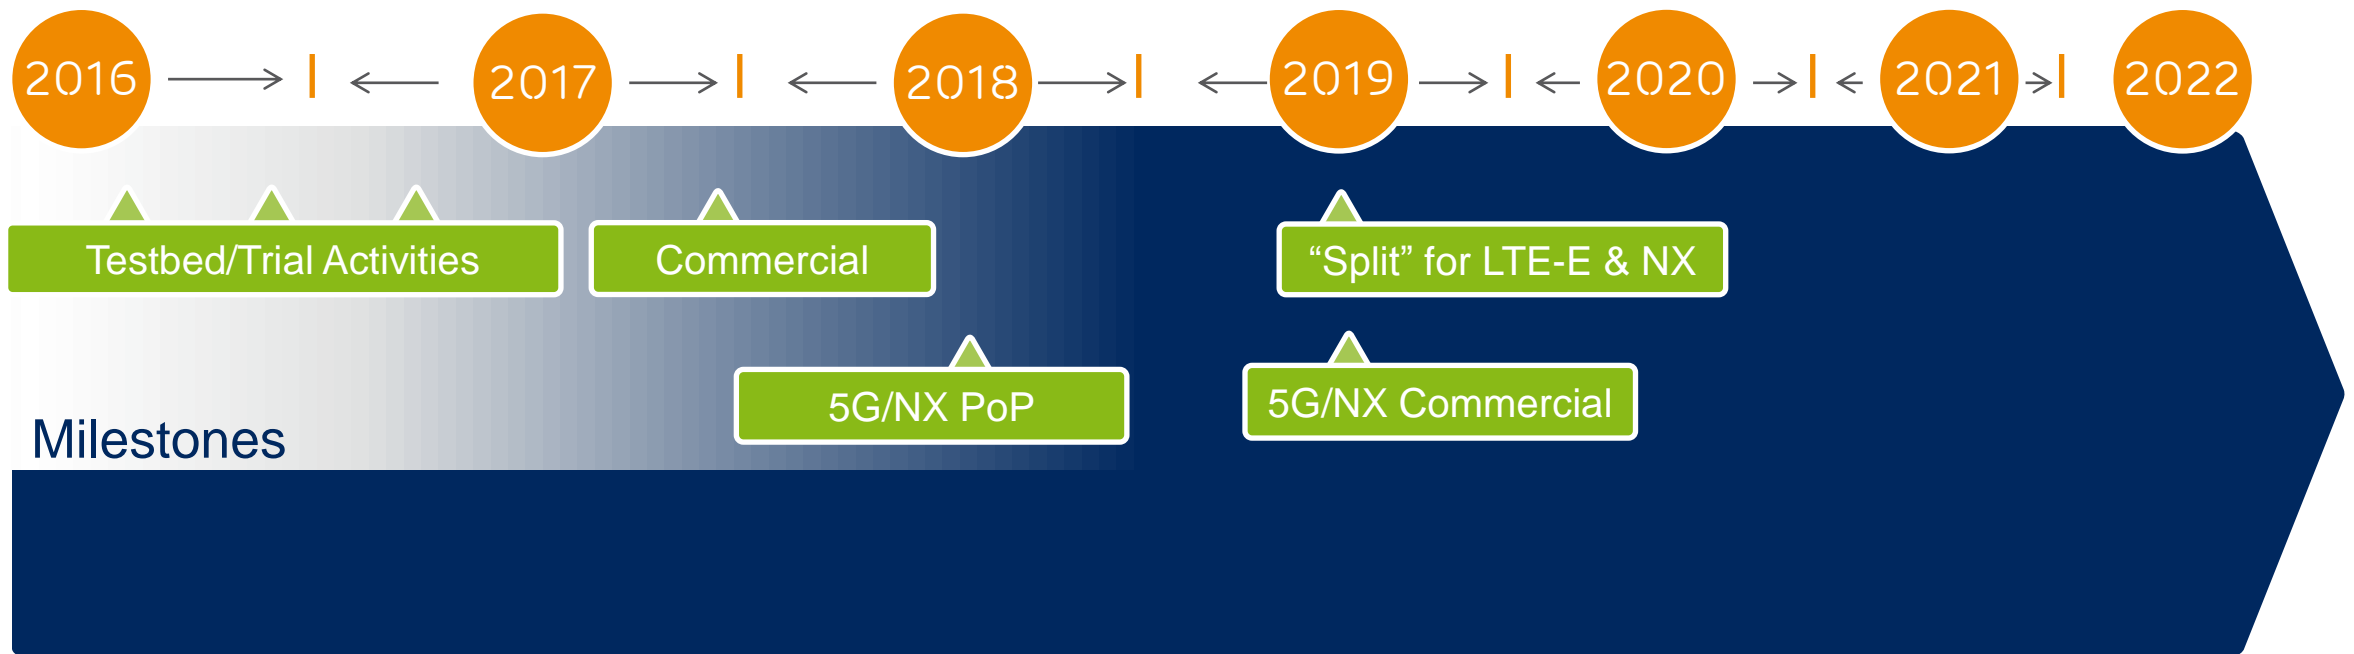 2016 2017 2018 2019 2020 2021 2022
Testbed/Trial Activities Commercial “Split” for LTE-E & NX
5G/NX PoP 5G/NX Commercial
Milestones